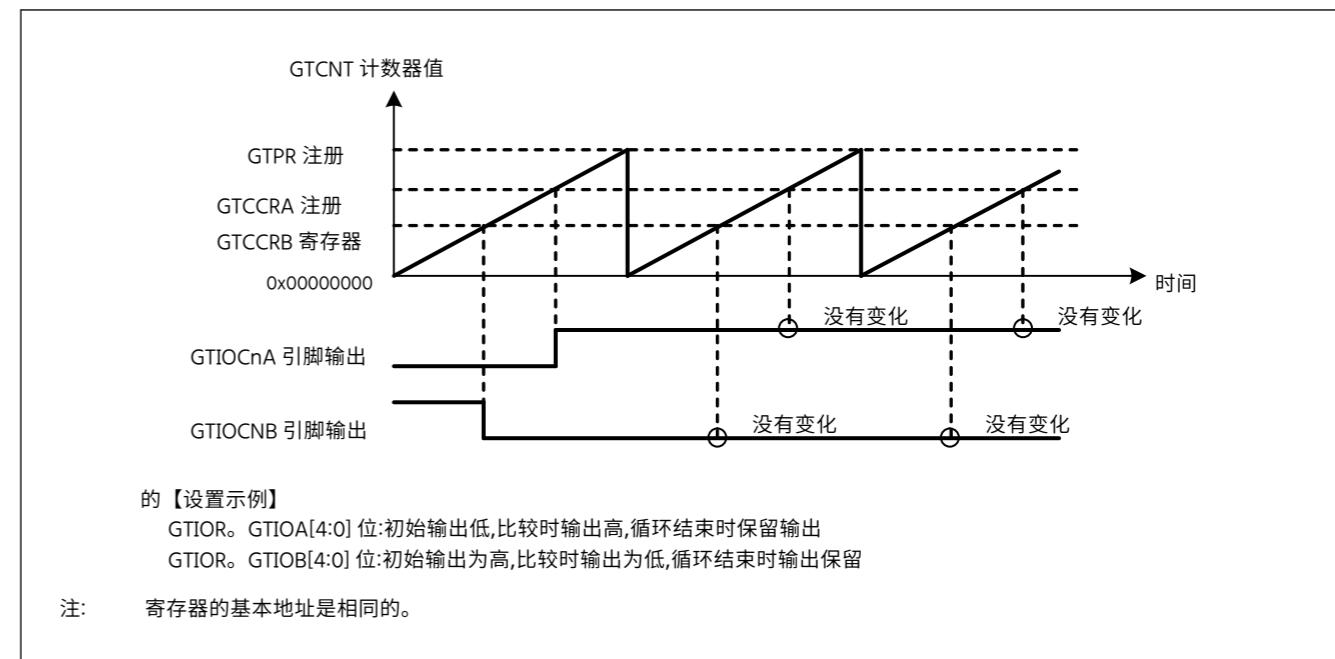 GTCNT 计数器值
GTPR 注册
GTCCRA 注册
GTCCRB 寄存器
0x00000000
时间
没有变化
没有变化
GTIOCnA 引脚输出
没有变化
没有变化
GTIOCNB 引脚输出
的【设置示例】
GTIOR。GTIOA[4:0] 位:初始输出低,比较时输出高,循环结束时保留输出
GTIOR。GTIOB[4:0] 位:初始输出为高,比较时输出为低,循环结束时输出保留
注: 寄存器的基本地址是相同的。